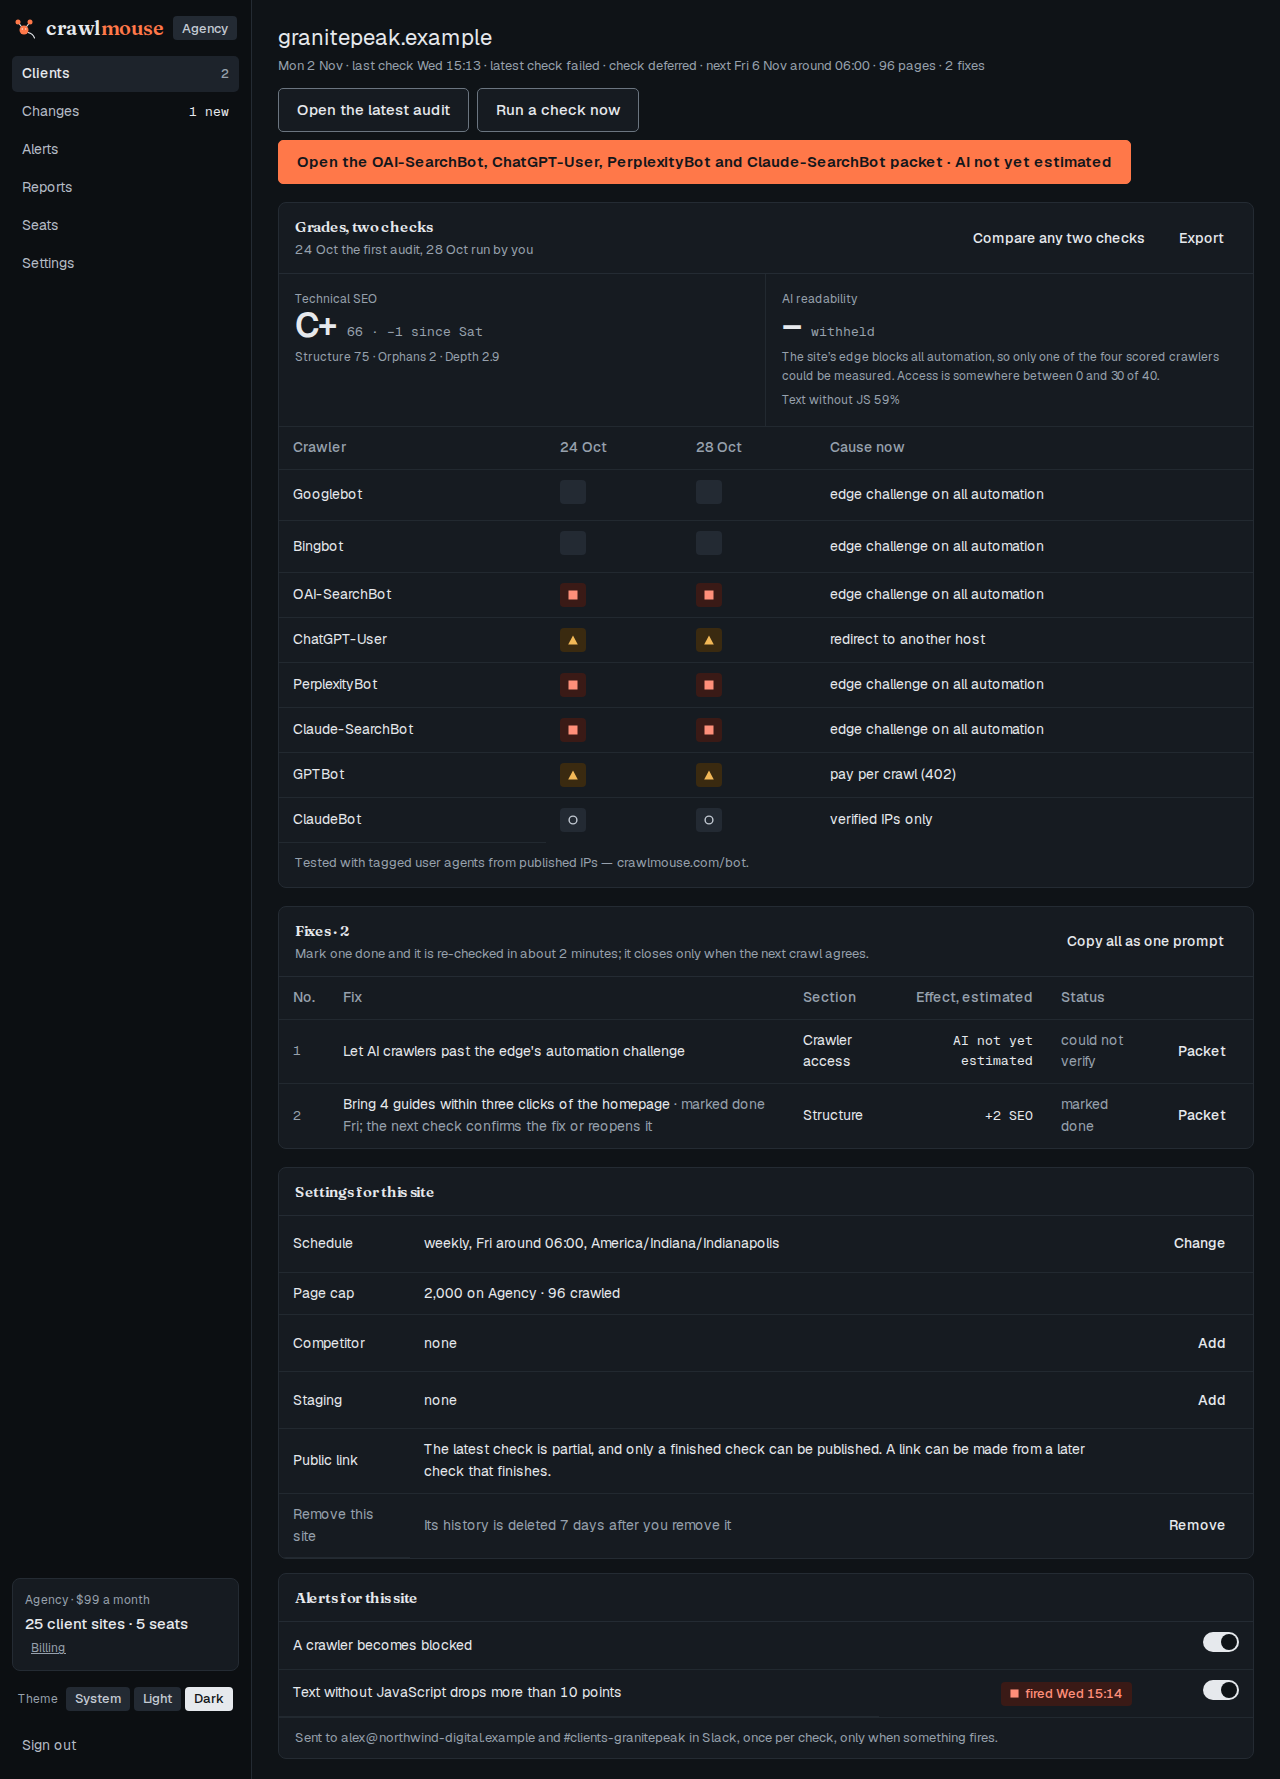 crawlmouse Agency
Clients 2
Changes 1 new
Alerts
Reports
Seats
Settings
Agency · $99 a month
25 client sites · 5 seats
Billing
Theme System Light Dark
Sign out
granitepeak.example
Mon 2 Nov · last check Wed 15:13 · latest check failed · check deferred · next Fri 6 Nov around 06:00 · 96 pages · 2 fixes
Open the latest audit Run a check now
Open the OAI-SearchBot, ChatGPT-User, PerplexityBot and Claude-SearchBot packet · AI not yet estimated
Grades, two checks
24 Oct the first audit, 28 Oct run by you
Compare any two checks Export
Technical SEO
C+ 66 · −1 since Sat
Structure 75 · Orphans 2 · Depth 2.9
AI readability
— withheld
The site's edge blocks all automation, so only one of the four scored crawlers
could be measured. Access is somewhere between 0 and 30 of 40.
Text without JS 59%
Crawler 24 Oct 28 Oct Cause now
Googlebot edge challenge on all automation
Bingbot edge challenge on all automation
OAI-SearchBot edge challenge on all automation
ChatGPT-User redirect to another host
PerplexityBot edge challenge on all automation
Claude-SearchBot edge challenge on all automation
GPTBot pay per crawl (402)
ClaudeBot verified IPs only
Tested with tagged user agents from published IPs — crawlmouse.com/bot.
Fixes · 2
Mark one done and it is re-checked in about 2 minutes; it closes only when the next crawl agrees.
Copy all as one prompt
No. Fix Section Effect, estimated Status
1 Let AI crawlers past the edge's automation challenge Crawler access AI not yet estimated could not verify Packet
2 Bring 4 guides within three clicks of the homepage · marked done Fri; the next check confirms the fix or reopens it Structure +2 SEO marked done Packet
Settings for this site
Schedule weekly, Fri around 06:00, America/Indiana/Indianapolis Change
Page cap 2,000 on Agency · 96 crawled
Competitor none Add
Staging none Add
Public link The latest check is partial, and only a finished check can be published. A link can be made from a later
check that finishes.
Remove this site Its history is deleted 7 days after you remove it Remove
Alerts for this site
A crawler becomes blocked
Text without JavaScript drops more than 10 points fired Wed 15:14
Sent to alex@northwind-digital.example and #clients-granitepeak in Slack, once per check, only when something fires.